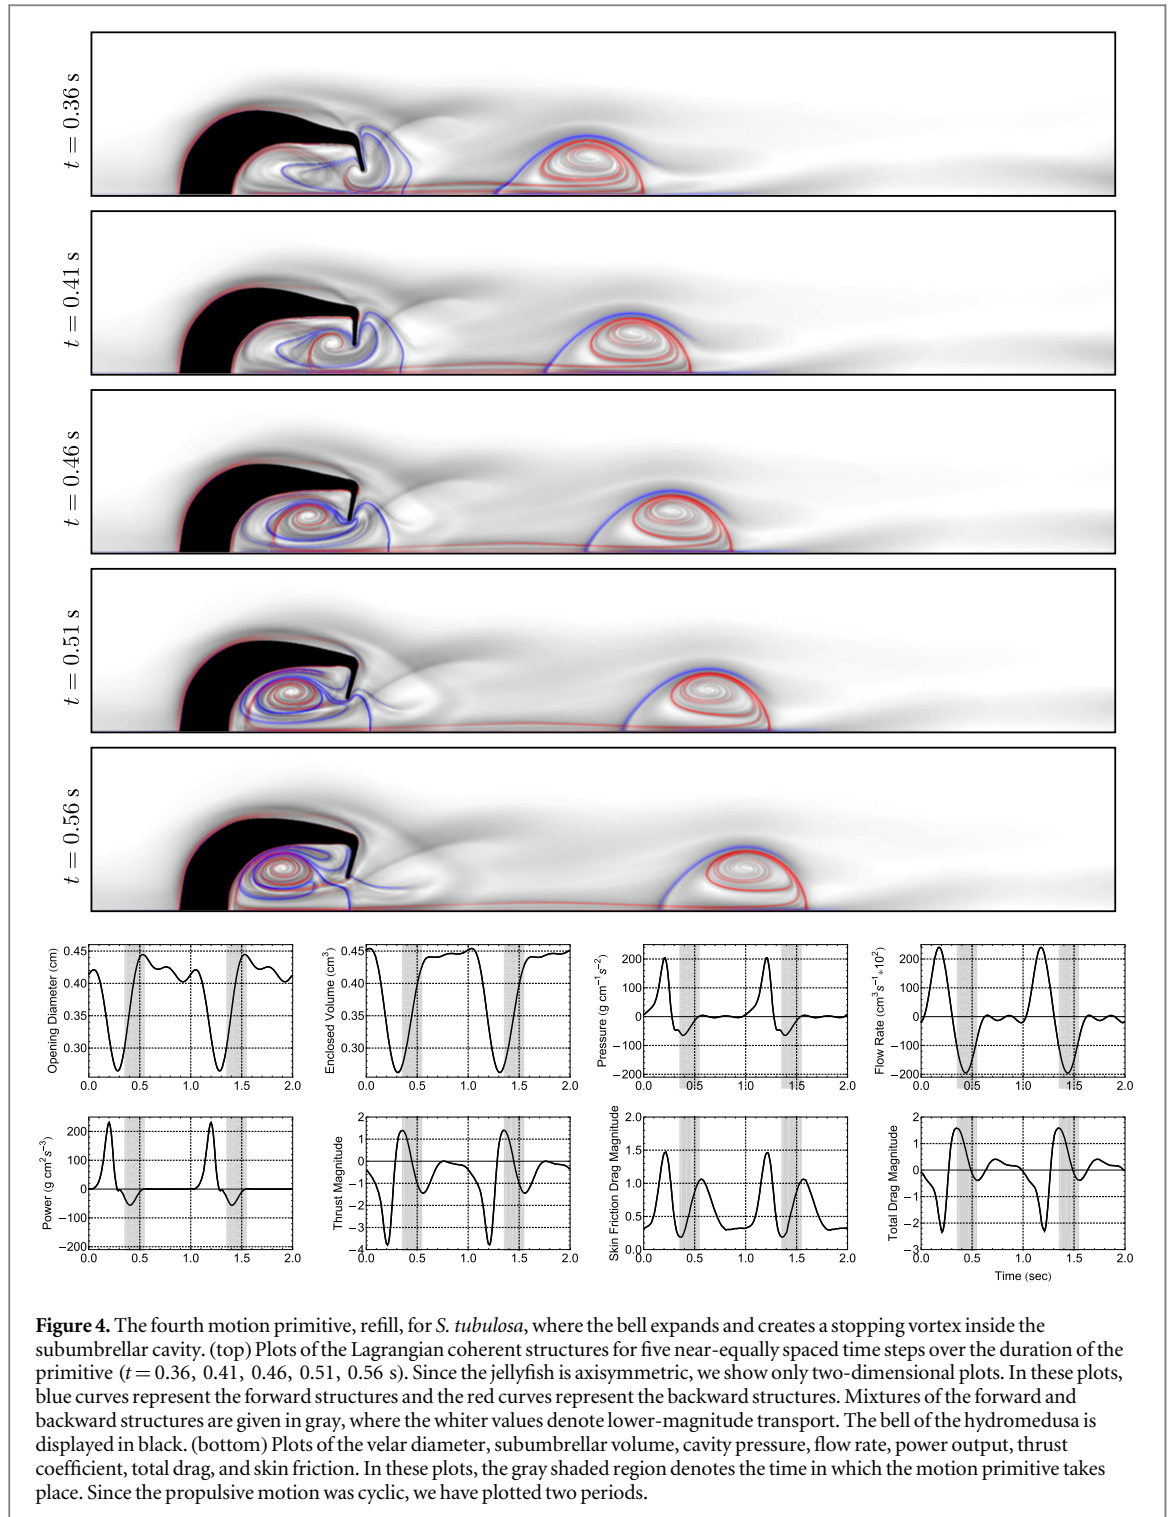 t = 0.36 s
t = 0.41 s
t = 0.46 s
t = 0.51 s
t = 0.56 s
Opening Diameter (cm)
0.45
0.40
0.35
0.30
0.0 0.5 1.0 1.5 2.0
Enclosed Volume (cm³)
0.45
0.40
0.35
0.30
0.0 0.5 1.0 1.5 2.0
Pressure (g cm⁻¹s⁻²)
200
100
0
−100
−200
0.0 0.5 1.0 1.5 2.0
Flow Rate (cm³s⁻¹*10²)
200
100
0
−100
−200
0.0 0.5 1.0 1.5 2.0
Power (g cm²s⁻³)
200
100
0
−100
−200
0.0 0.5 1.0 1.5 2.0
Thrust Magnitude
2
1
0
−1
−2
−3
−4
0.0 0.5 1.0 1.5 2.0
Skin Friction Drag Magnitude
2.0
1.5
1.0
0.5
0.0
0.0 0.5 1.0 1.5 2.0
Total Drag Magnitude
2
1
0
−1
−2
−3
0.0 0.5 1.0 1.5 2.0
Time (sec)
Figure 4. The fourth motion primitive, refill, for S. tubulosa, where the bell expands and creates a stopping vortex inside the
subumbrellar cavity. (top) Plots of the Lagrangian coherent structures for five near-equally spaced time steps over the duration of the
primitive (t = 0.36, 0.41, 0.46, 0.51, 0.56 s). Since the jellyfish is axisymmetric, we show only two-dimensional plots. In these plots,
blue curves represent the forward structures and the red curves represent the backward structures. Mixtures of the forward and
backward structures are given in gray, where the whiter values denote lower-magnitude transport. The bell of the hydromedusa is
displayed in black. (bottom) Plots of the velar diameter, subumbrellar volume, cavity pressure, flow rate, power output, thrust
coefficient, total drag, and skin friction. In these plots, the gray shaded region denotes the time in which the motion primitive takes
place. Since the propulsive motion was cyclic, we have plotted two periods.